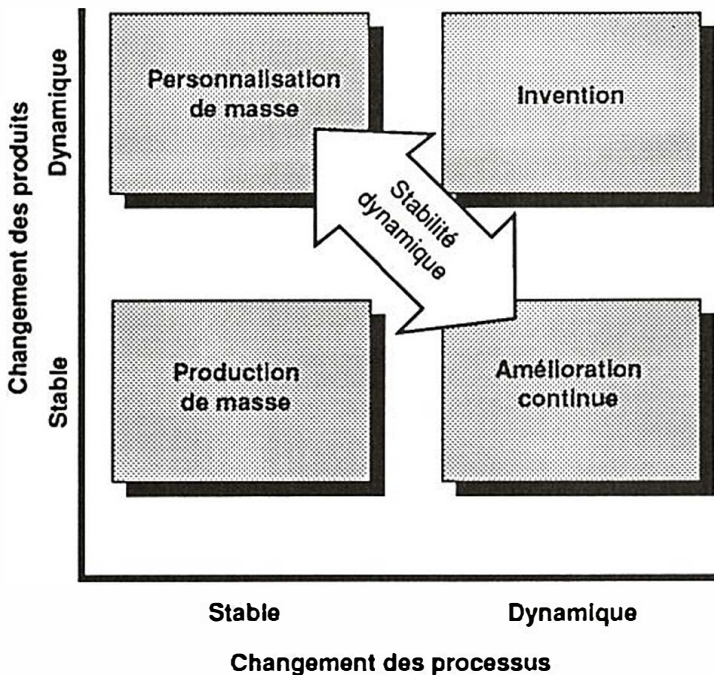 Changement des produits
Dynamique
Stable
Personnalisation
de masse
Invention
Stabilité
dynamique
Production
de masse
Amélioration
continue
Stable
Dynamique
Changement des processus